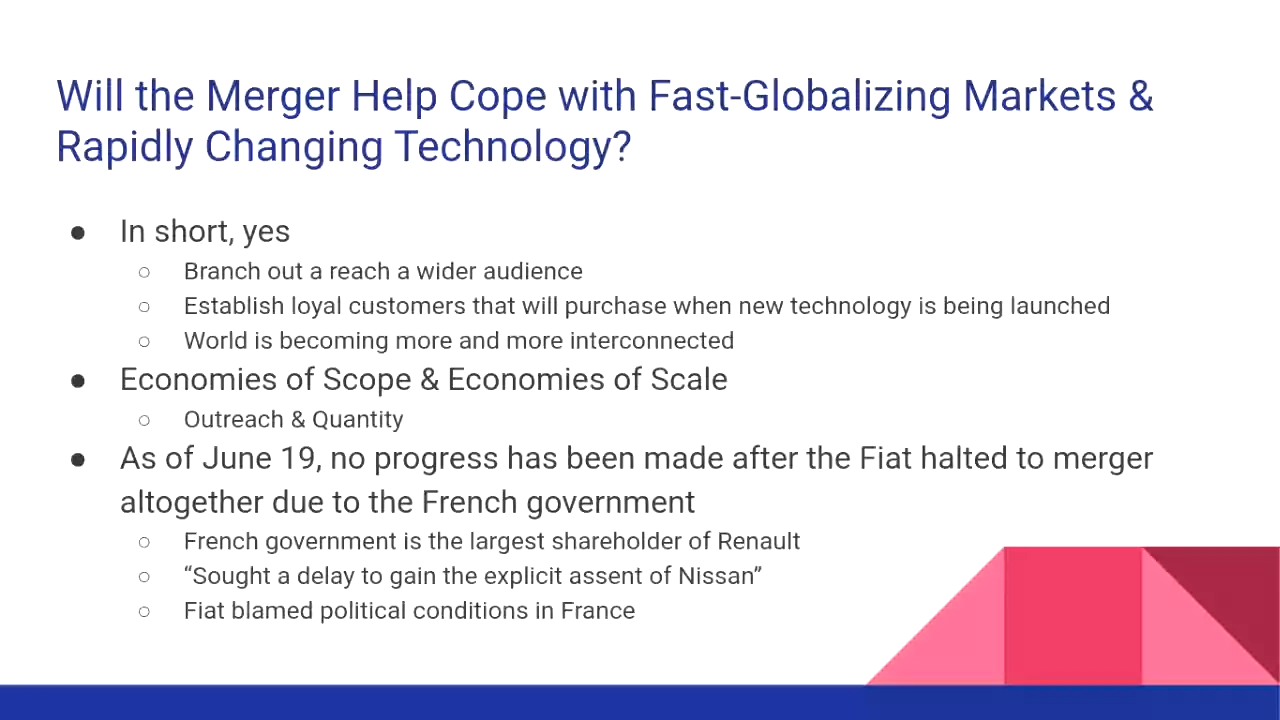 Will the Merger Help Cope with Fast-Globalizing Markets &
Rapidly Changing Technology?
● In short, yes
○ Branch out a reach a wider audience
○ Establish loyal customers that will purchase when new technology is being launched
○ World is becoming more and more interconnected
● Economies of Scope & Economies of Scale
○ Outreach & Quantity
● As of June 19, no progress has been made after the Fiat halted to merger
altogether due to the French government
○ French government is the largest shareholder of Renault
○ “Sought a delay to gain the explicit assent of Nissan”
○ Fiat blamed political conditions in France